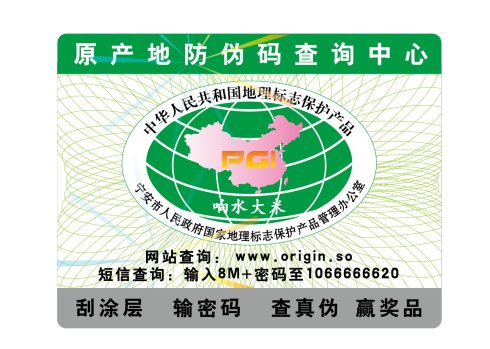 原产地防伪码查询中心
中华人民共和国地理标志保护产品
PGI
响水大米
宁安市人民政府国家地理标志保护产品管理办公室
网站查询： www.origin.so
短信查询：输入8M+密码至1066666620
刮涂层 输密码 查真伪 赢奖品